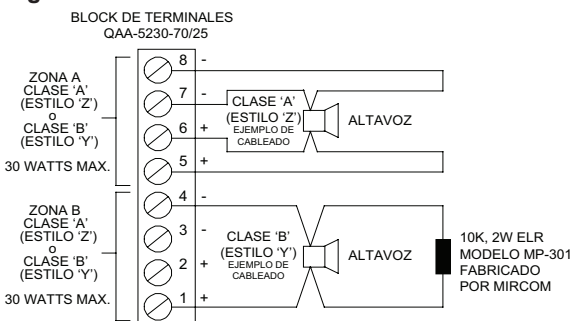 BLOCK DE TERMINALES
QAA-5230-70/25
ZONA A
CLASE 'A'
(ESTILO 'Z')
o
CLASE 'B'
(ESTILO 'Y')
30 WATTS MAX.
8 -
7 -
6 +
5 +
CLASE 'A'
(ESTILO 'Z')
EJEMPLO DE
CABLEADO
ALTAVOZ
ZONA B
CLASE 'A'
(ESTILO 'Z')
o
CLASE 'B'
(ESTILO 'Y')
30 WATTS MAX.
4 -
3 -
2 +
1 +
CLASE 'B'
(ESTILO 'Y')
EJEMPLO DE
CABLEADO
ALTAVOZ
10K, 2W ELR
MODELO MP-301
FABRICADO
POR MIRCOM